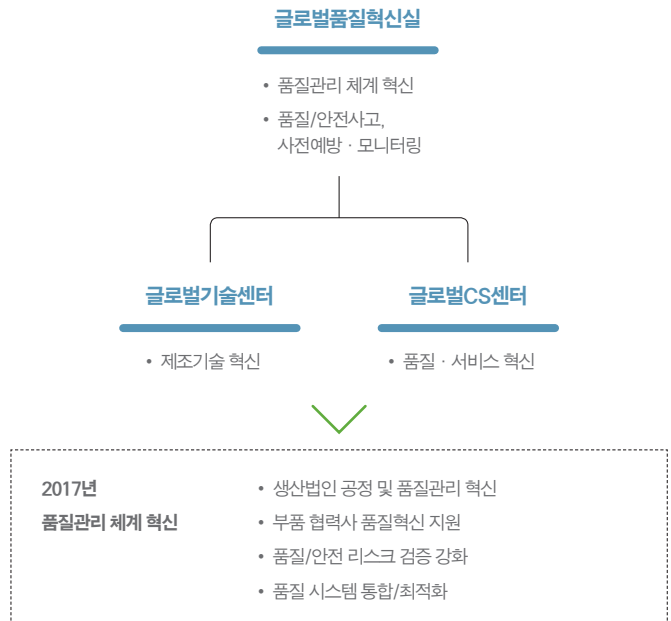 글로벌품질혁신실
• 품질관리 체계 혁신
• 품질/안전사고,
사전예방 · 모니터링
글로벌기술센터
• 제조기술 혁신
글로벌CS센터
• 품질 · 서비스 혁신
2017년
품질관리 체계 혁신
• 생산법인 공정 및 품질관리 혁신
• 부품 협력사 품질혁신 지원
• 품질/안전 리스크 검증 강화
• 품질 시스템 통합/최적화